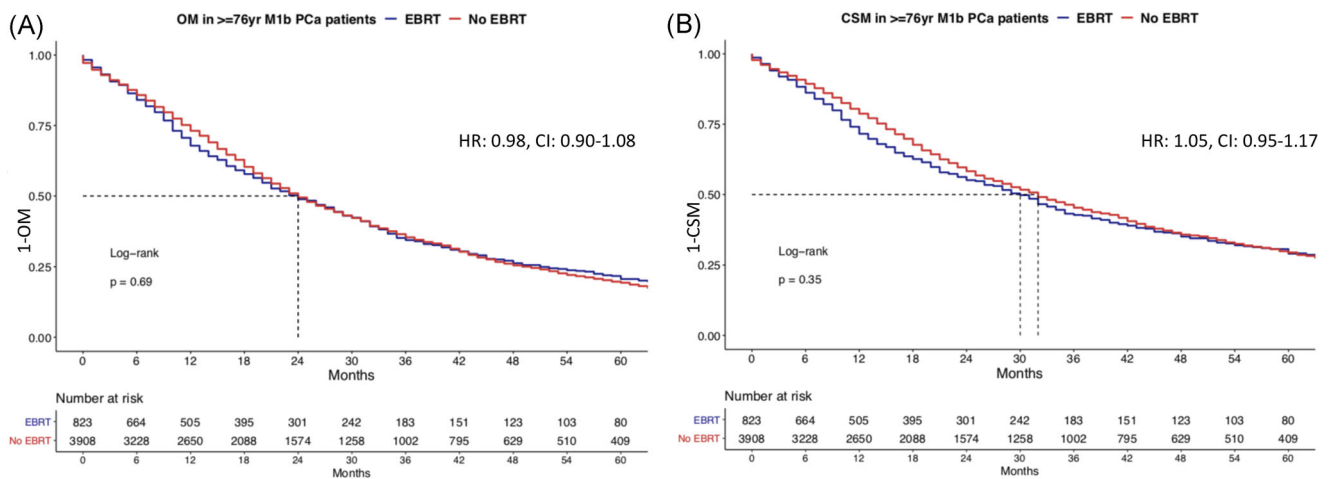 (A)
OM in >=76yr M1b PCa patients EBRT No EBRT
1.00
0.75
0.50
0.25
0.00
1-OM
HR: 0.98, CI: 0.90-1.08
Log-rank
p = 0.69
0 6 12 18 24 30 36 42 48 54 60
Months
Number at risk
EBRT 823 664 505 395 301 242 183 151 123 103 80
No EBRT 3908 3228 2650 2088 1574 1258 1002 795 629 510 409
0 6 12 18 24 30 36 42 48 54 60
Months
(B)
CSM in >=76yr M1b PCa patients EBRT No EBRT
1.00
0.75
0.50
0.25
0.00
1-CSM
HR: 1.05, CI: 0.95-1.17
Log-rank
p = 0.35
0 6 12 18 24 30 36 42 48 54 60
Months
Number at risk
EBRT 823 664 505 395 301 242 183 151 123 103 80
No EBRT 3908 3228 2650 2088 1574 1258 1002 795 629 510 409
0 6 12 18 24 30 36 42 48 54 60
Months